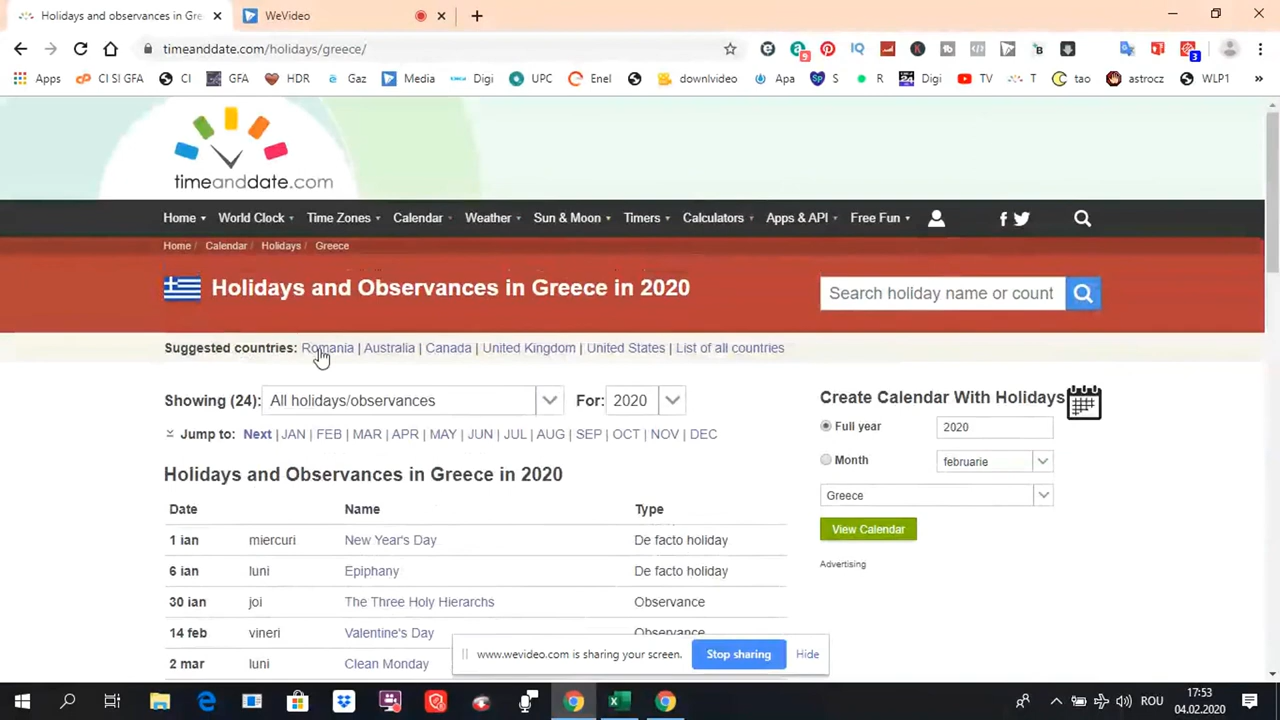 Holidays and observances in Gre
WeVideo
timeanddate.com/holidays/greece/
Apps
CI SI GFA
CI
GFA
HDR
Gaz
Media
Digi
UPC
Enel
downlvideo
Apa
S
R
Digi
TV
T
tao
astrocz
WLP1
»
timeanddate.com
Home
World Clock
Time Zones
Calendar
Weather
Sun & Moon
Timers
Calculators
Apps & API
Free Fun
Home / Calendar / Holidays / Greece
Holidays and Observances in Greece in 2020
Search holiday name or count
Suggested countries: Romania | Australia | Canada | United Kingdom | United States | List of all countries
Showing (24): All holidays/observances For: 2020
Jump to: Next | JAN | FEB | MAR | APR | MAY | JUN | JUL | AUG | SEP | OCT | NOV | DEC
Create Calendar With Holidays
Full year 2020
Month februarie
Greece
View Calendar
Advertising
Holidays and Observances in Greece in 2020
Date Name Type
1 ian miercuri New Year's Day De facto holiday
6 ian luni Epiphany De facto holiday
30 ian joi The Three Holy Hierarchs Observance
14 feb vineri Valentine's Day Observance
2 mar luni Clean Monday
www.wevideo.com is sharing your screen. Stop sharing Hide
ROU
17:53
04.02.2020